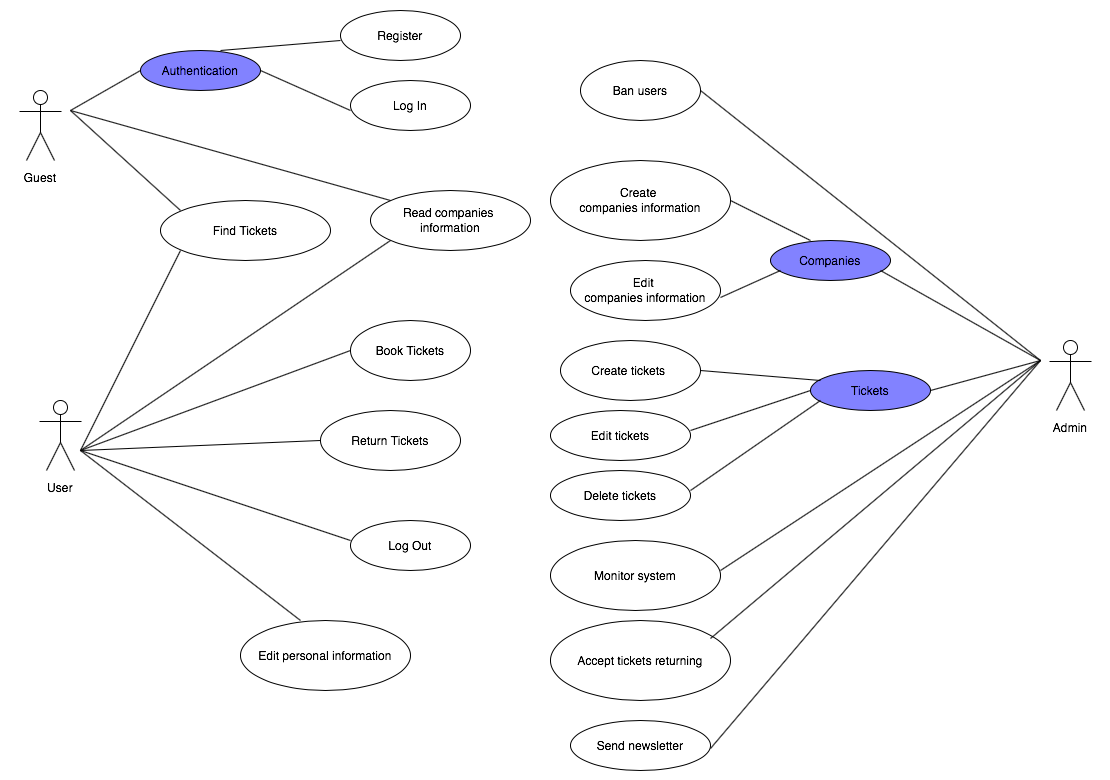 Register
Authentication
Log In
Guest
Find Tickets
Read companies
information
Book Tickets
Return Tickets
User
Log Out
Edit personal information
Ban users
Create
companies information
Companies
Edit
companies information
Create tickets
Tickets
Edit tickets
Admin
Delete tickets
Monitor system
Accept tickets returning
Send newsletter